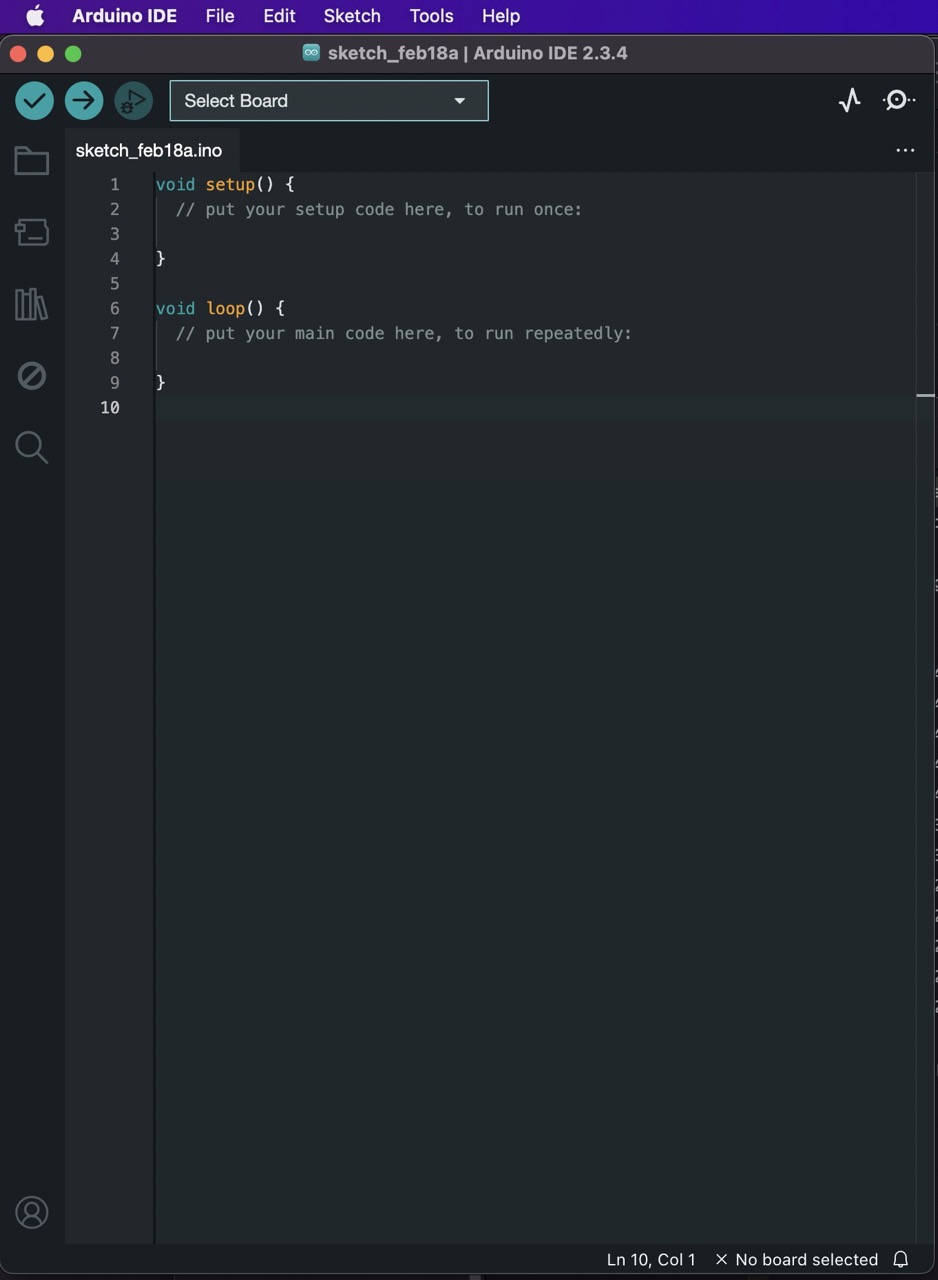 Arduino IDE File Edit Sketch Tools Help
sketch_feb18a | Arduino IDE 2.3.4
Select Board
sketch_feb18a.ino
1 void setup() {
2 // put your setup code here, to run once:
3
4 }
5
6 void loop() {
7 // put your main code here, to run repeatedly:
8
9 }
10
Ln 10, Col 1 × No board selected